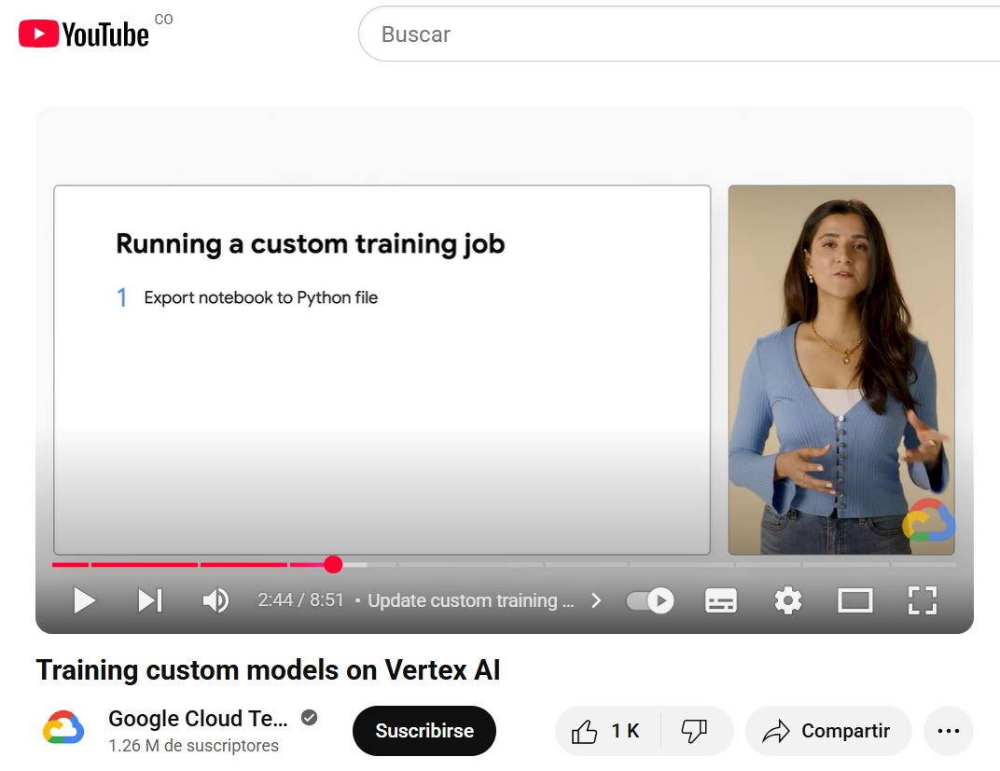 YouTube CO
Buscar
Running a custom training job
1 Export notebook to Python file
2:44 / 8:51 • Update custom training ...
Training custom models on Vertex AI
Google Cloud Te...
1.26 M de suscriptores
Suscribirse
1 K
Compartir